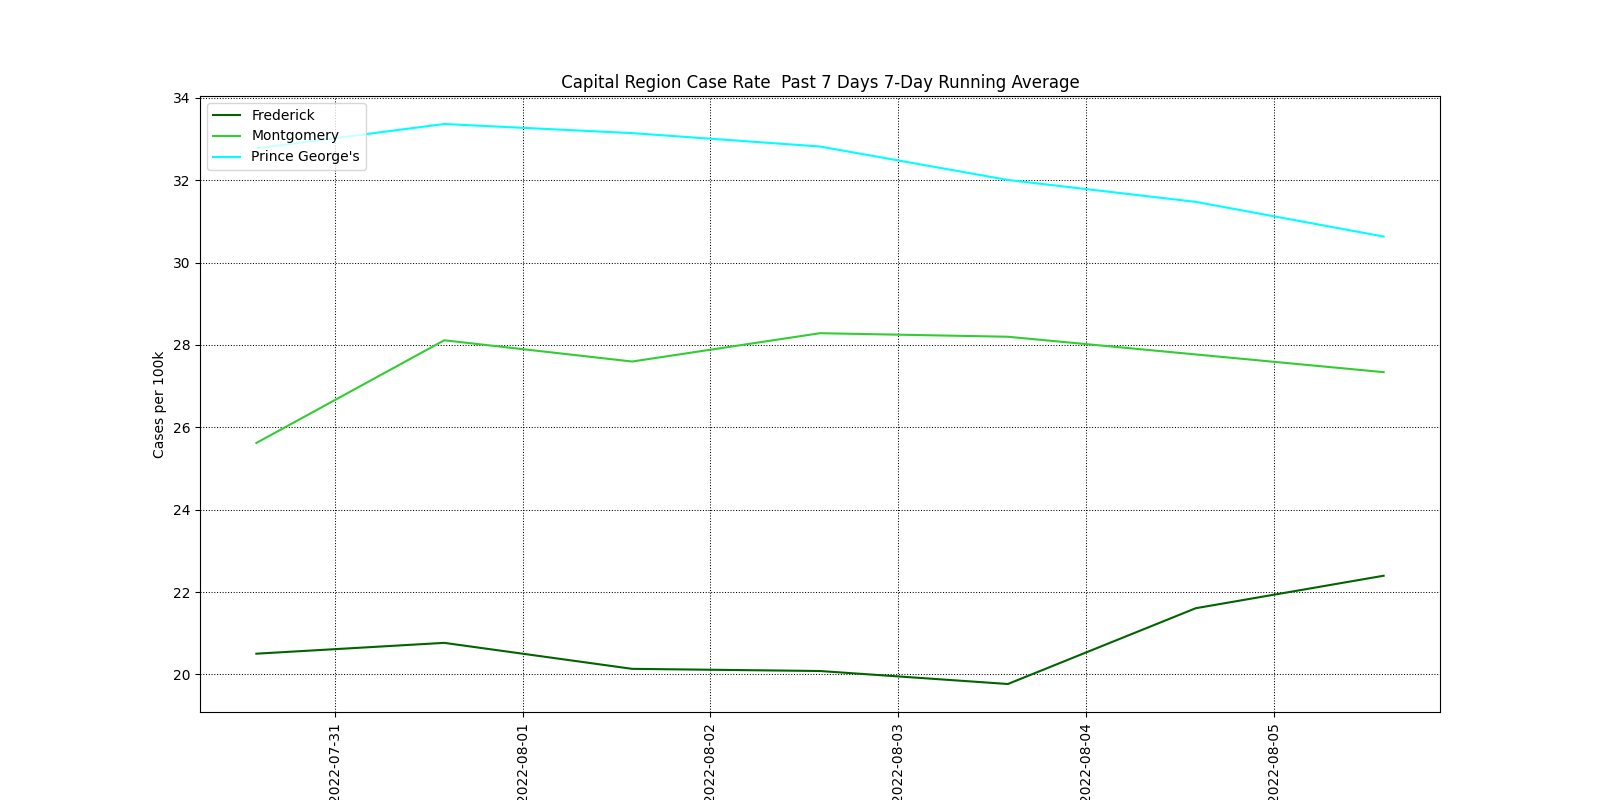 Capital Region Case Rate  Past 7 Days 7-Day Running Average
Frederick
Montgomery
Prince George's
Cases per 100k
34
32
30
28
26
24
22
20
2022-07-31
2022-08-01
2022-08-02
2022-08-03
2022-08-04
2022-08-05